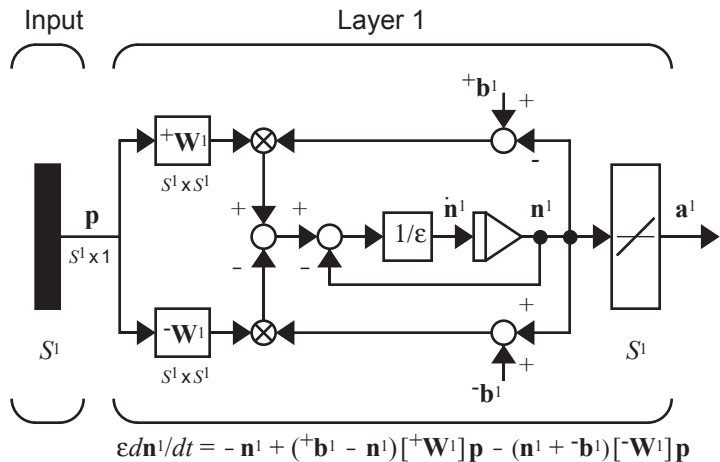 Input
Layer 1
⁺b¹
+
-
⁺W¹
S¹ x S¹
p
S¹ x 1
+
+
-
-
1/ε
ṅ¹
n¹
a¹
⁻W¹
S¹ x S¹
+
+
⁻b¹
S¹
S¹
εdn¹/dt = - n¹ + (⁺b¹ - n¹) [⁺W¹] p - (n¹ + ⁻b¹) [⁻W¹] p